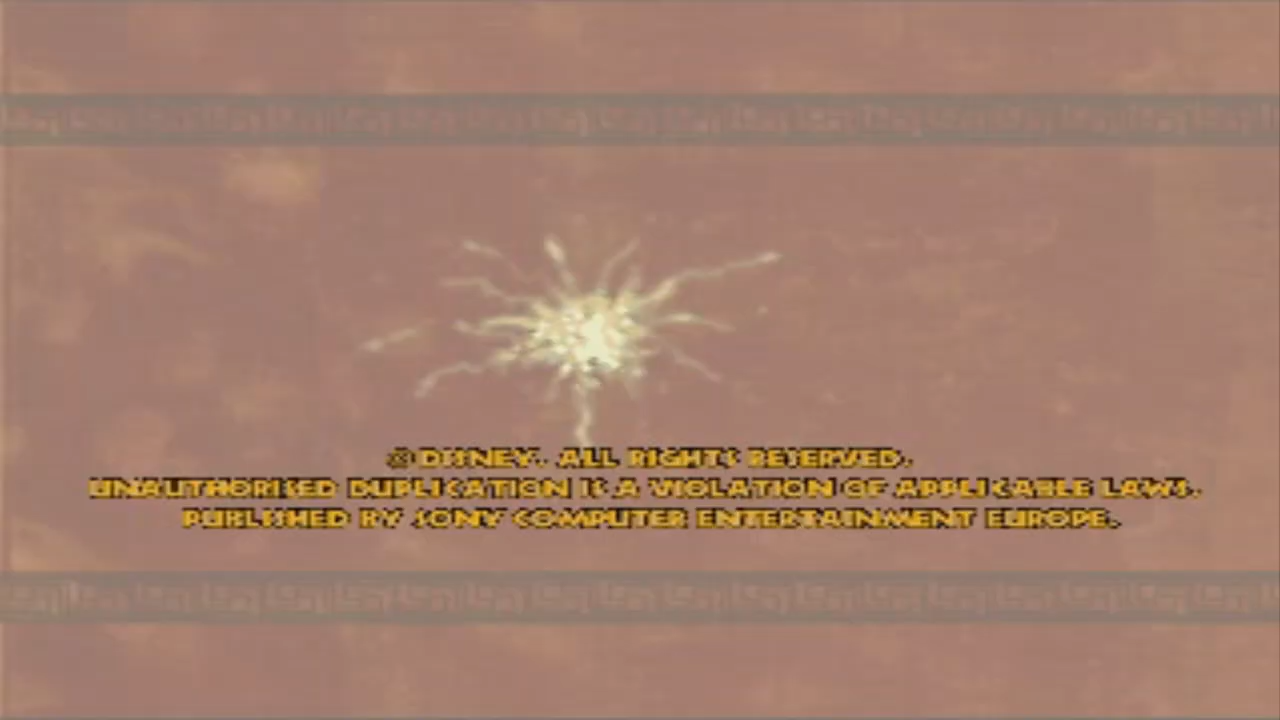 ©DISNEY. ALL RIGHTS RESERVED.
UNAUTHORISED DUPLICATION IS A VIOLATION OF APPLICABLE LAWS.
PUBLISHED BY SONY COMPUTER ENTERTAINMENT EUROPE.